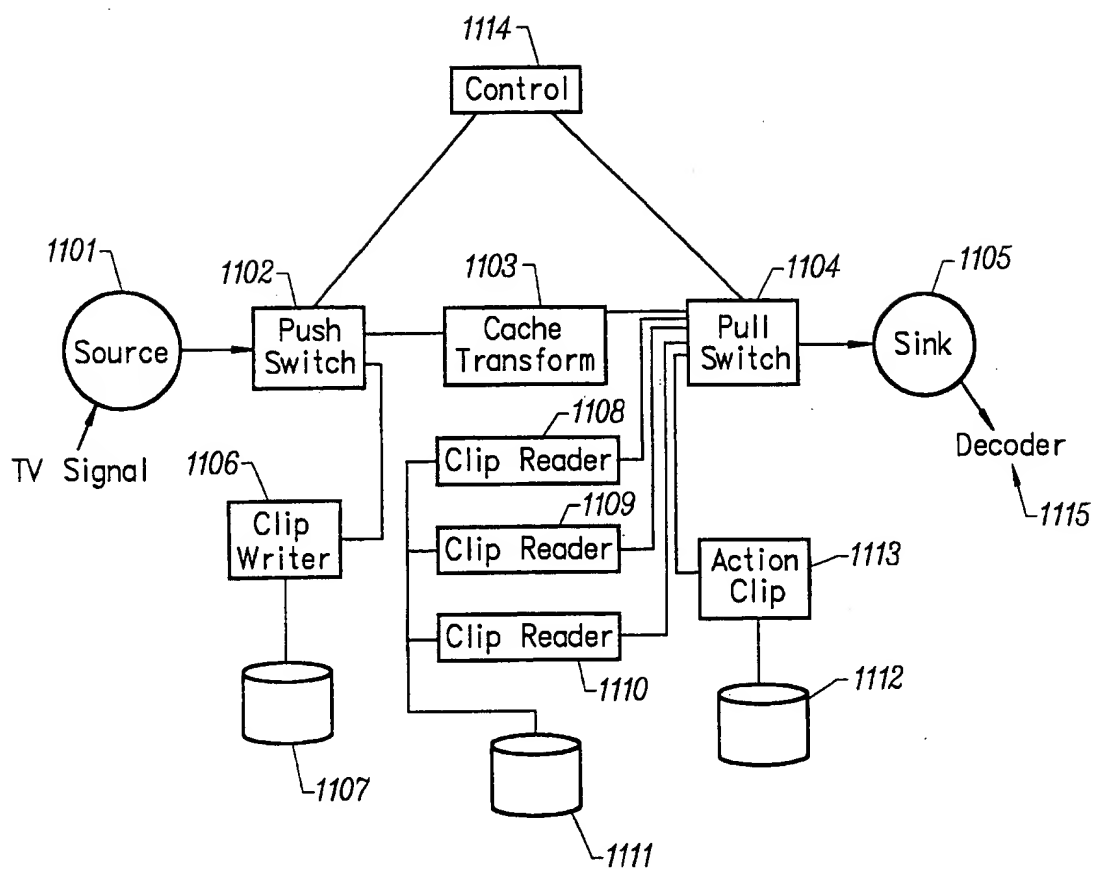 1114
Control
1101
1102
1103
1104
1105
Source
Push
Switch
Cache
Transform
Pull
Switch
Sink
TV Signal
Decoder
1115
1106
Clip
Writer
1107
1108
Clip Reader
1109
Clip Reader
Clip Reader
1110
1111
Action
Clip
1113
1112